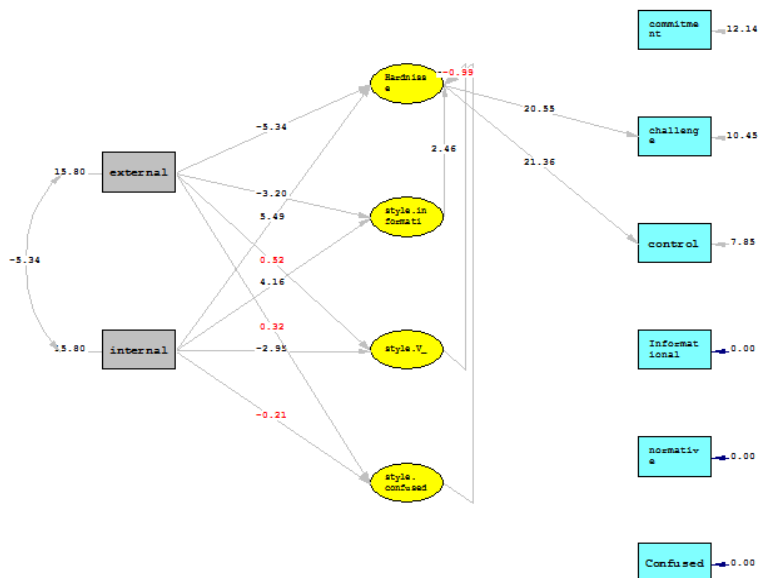 commitme
nt
12.14
Hardniss
e
-0.99
20.55
challeng
e
10.45
-5.34
2.46
21.36
15.80
external
-3.20
style.in
formati
5.49
control
7.85
-5.34
0.52
4.16
0.32
15.80
internal
-2.95
style.V_
Informat
ional
0.00
-0.21
normativ
e
0.00
style.
confused
Confused
0.00